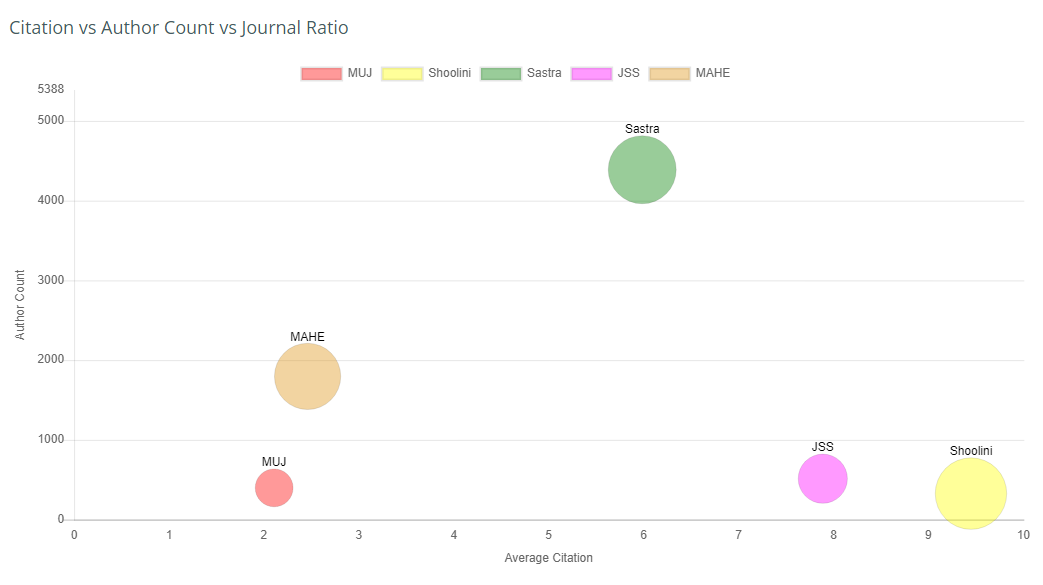 Citation vs Author Count vs Journal Ratio
MUJ Shoolini Sastra JSS MAHE
5388
5000
Sastra
4000
3000
Author Count
MAHE
2000
1000
JSS
Shoolini
MUJ
0
0 1 2 3 4 5 6 7 8 9 10
Average Citation